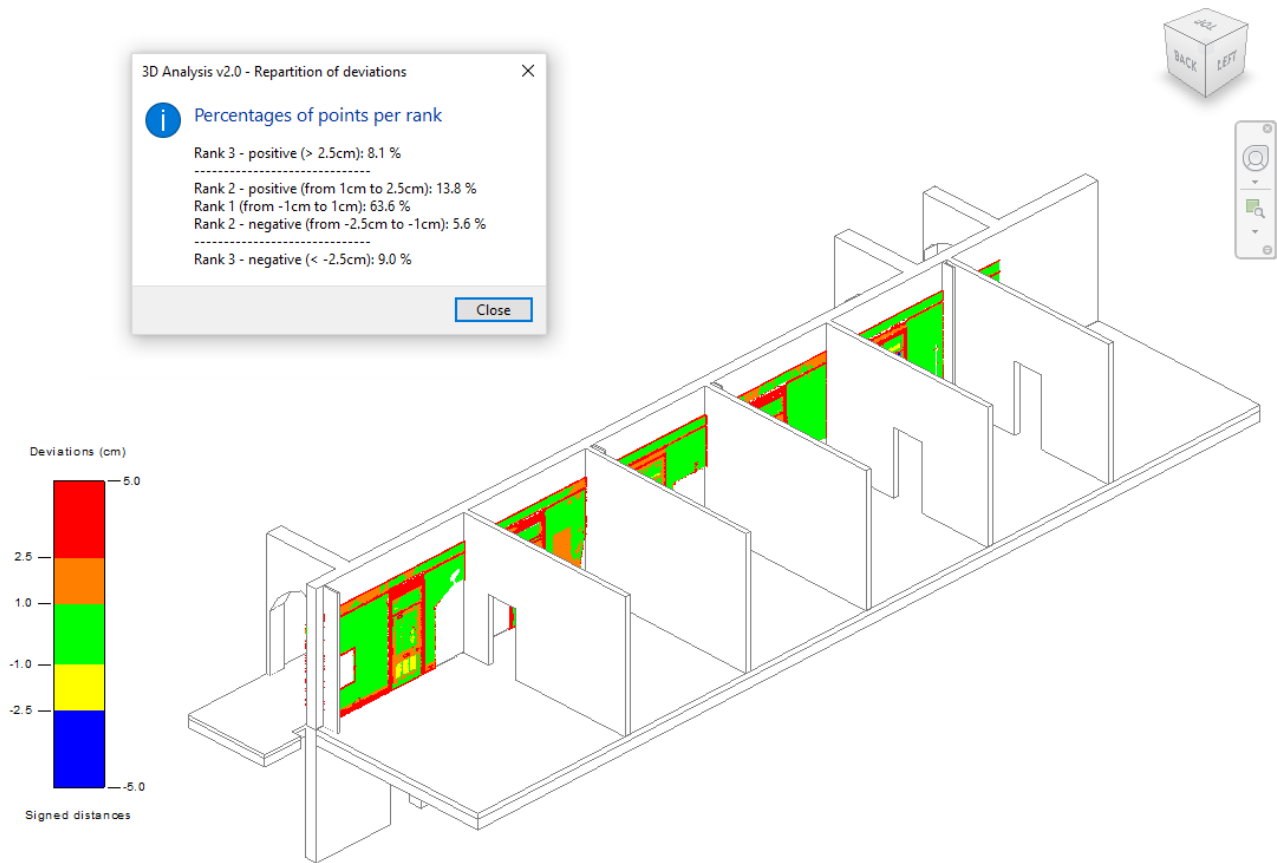 TOP
BACK
LEFT
3D Analysis v2.0 - Repartition of deviations
Percentages of points per rank
Rank 3 - positive (> 2.5cm): 8.1 %
------------------------------
Rank 2 - positive (from 1cm to 2.5cm): 13.8 %
Rank 1 (from -1cm to 1cm): 63.6 %
Rank 2 - negative (from -2.5cm to -1cm): 5.6 %
------------------------------
Rank 3 - negative (< -2.5cm): 9.0 %
Close
Deviations (cm)
5.0
2.5
1.0
-1.0
-2.5
-5.0
Signed distances